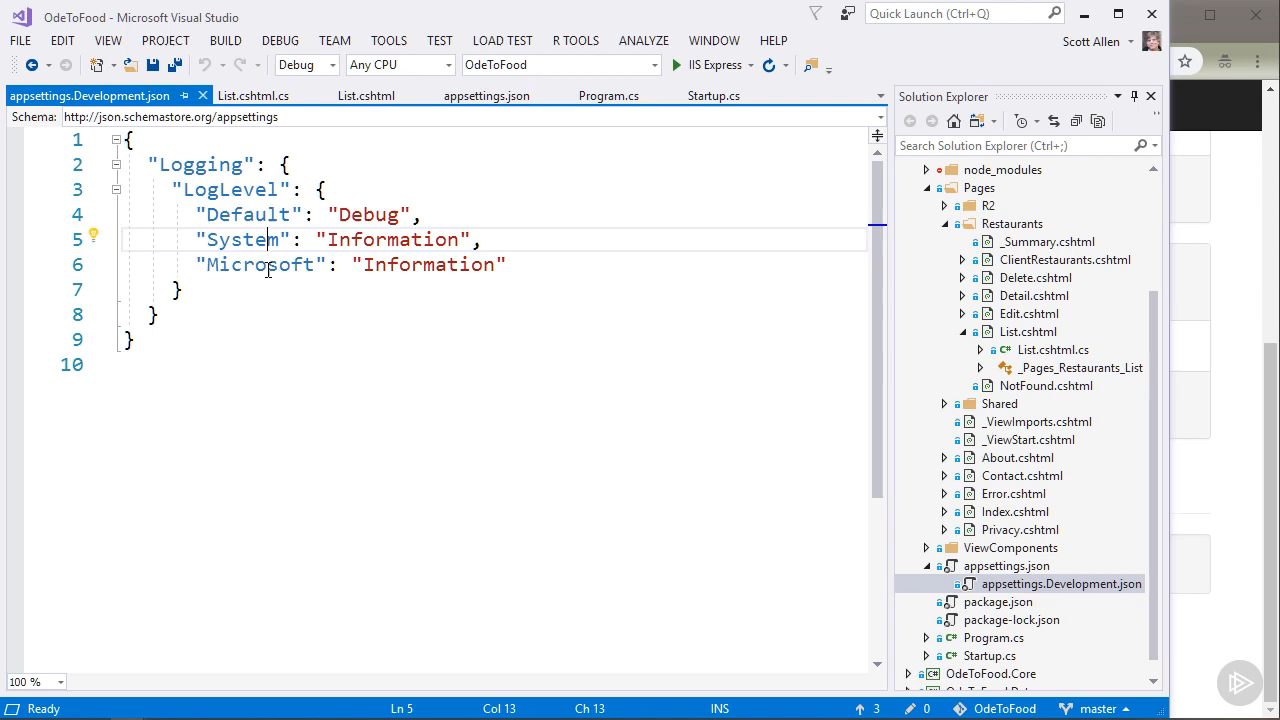 OdeToFood - Microsoft Visual Studio
Quick Launch (Ctrl+Q)
FILE EDIT VIEW PROJECT BUILD DEBUG TEAM TOOLS TEST LOAD TEST R TOOLS ANALYZE WINDOW HELP
Scott Allen
Debug Any CPU OdeToFood IIS Express
appsettings.Development.json List.cshtml.cs List.cshtml appsettings.json Program.cs Startup.cs
Schema: http://json.schemastore.org/appsettings
1 {
2 "Logging": {
3 "LogLevel": {
4 "Default": "Debug",
5 "System": "Information",
6 "Microsoft": "Information"
7 }
8 }
9 }
10
100 %
Solution Explorer
Search Solution Explorer (Ctrl+;)
node_modules
Pages
R2
Restaurants
_Summary.cshtml
ClientRestaurants.cshtml
Delete.cshtml
Detail.cshtml
Edit.cshtml
List.cshtml
C# List.cshtml.cs
_Pages_Restaurants_List
NotFound.cshtml
Shared
_ViewImports.cshtml
_ViewStart.cshtml
About.cshtml
Contact.cshtml
Error.cshtml
Index.cshtml
Privacy.cshtml
ViewComponents
appsettings.json
appsettings.Development.json
package.json
package-lock.json
C# Program.cs
C# Startup.cs
C# OdeToFood.Core
Ready Ln 5 Col 13 Ch 13 INS 3 0 OdeToFood master